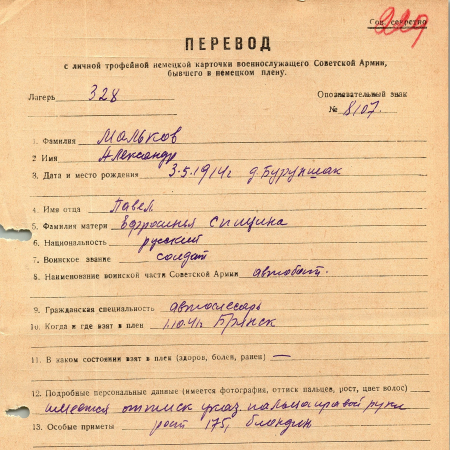 Сов. секретно
229
ПЕРЕВОД
с личной трофейной немецкой карточки военнослужащего Советской Армии,
бывшего в немецком плену.
Лагерь 328
Опознавательный знак
№ 8107.
1. Фамилия Мальков
2 Имя Александр
3. Дата и место рождения 3.5.1914г. д. Бурундшак
4. Имя отца Павел
5. Фамилия матери Ефросинья Спицина
6. Национальность русский
7. Воинское звание солдат
8. Наименование воинской части Советской Армии автобат.
9. Гражданская специальность автослесарь
10. Когда и где взят в плен 1.10.41г. Брянск
11. В каком состоянии взят в плен (здоров, болен, ранен) —
12. Подробные персональные данные (имеется фотография, оттиск пальцев, рост, цвет волос)
имеется оттиск указ. пальца правой руки
13. Особые приметы рост 175, блондин